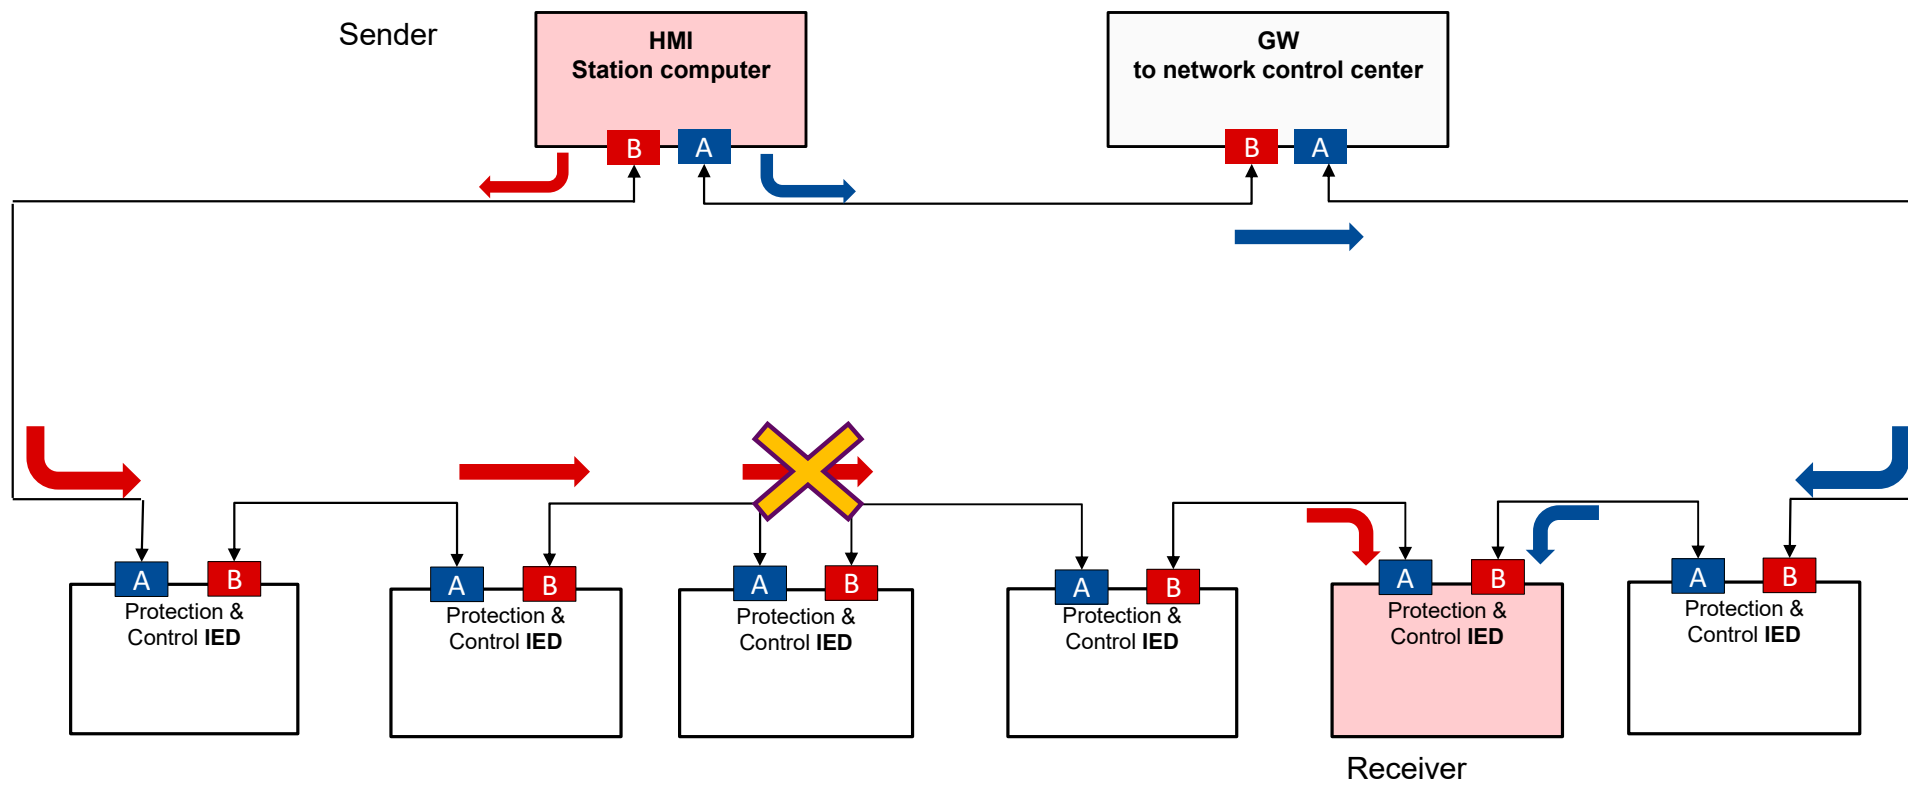 Sender
HMI
Station computer
GW
to network control center
B
A
B
A
A
B
A
B
A
B
A
B
A
B
A
B
Protection &
Control IED
Protection &
Control IED
Protection &
Control IED
Protection &
Control IED
Protection &
Control IED
Protection &
Control IED
Receiver